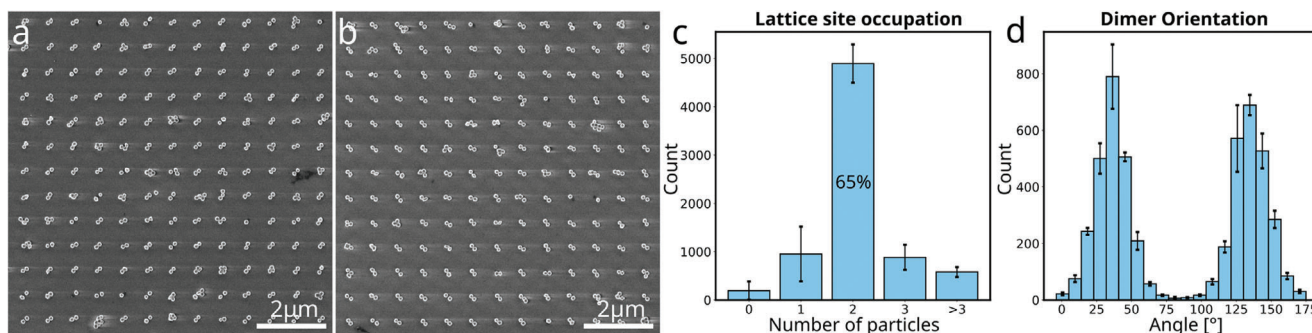 a
2μm
b
2μm
c
Lattice site occupation
Count
5000
4000
3000
2000
1000
0
65%
0 1 2 3 >3
Number of particles
d
Dimer Orientation
Count
800
600
400
200
0
0 25 50 75 100 125 150 175
Angle [°]